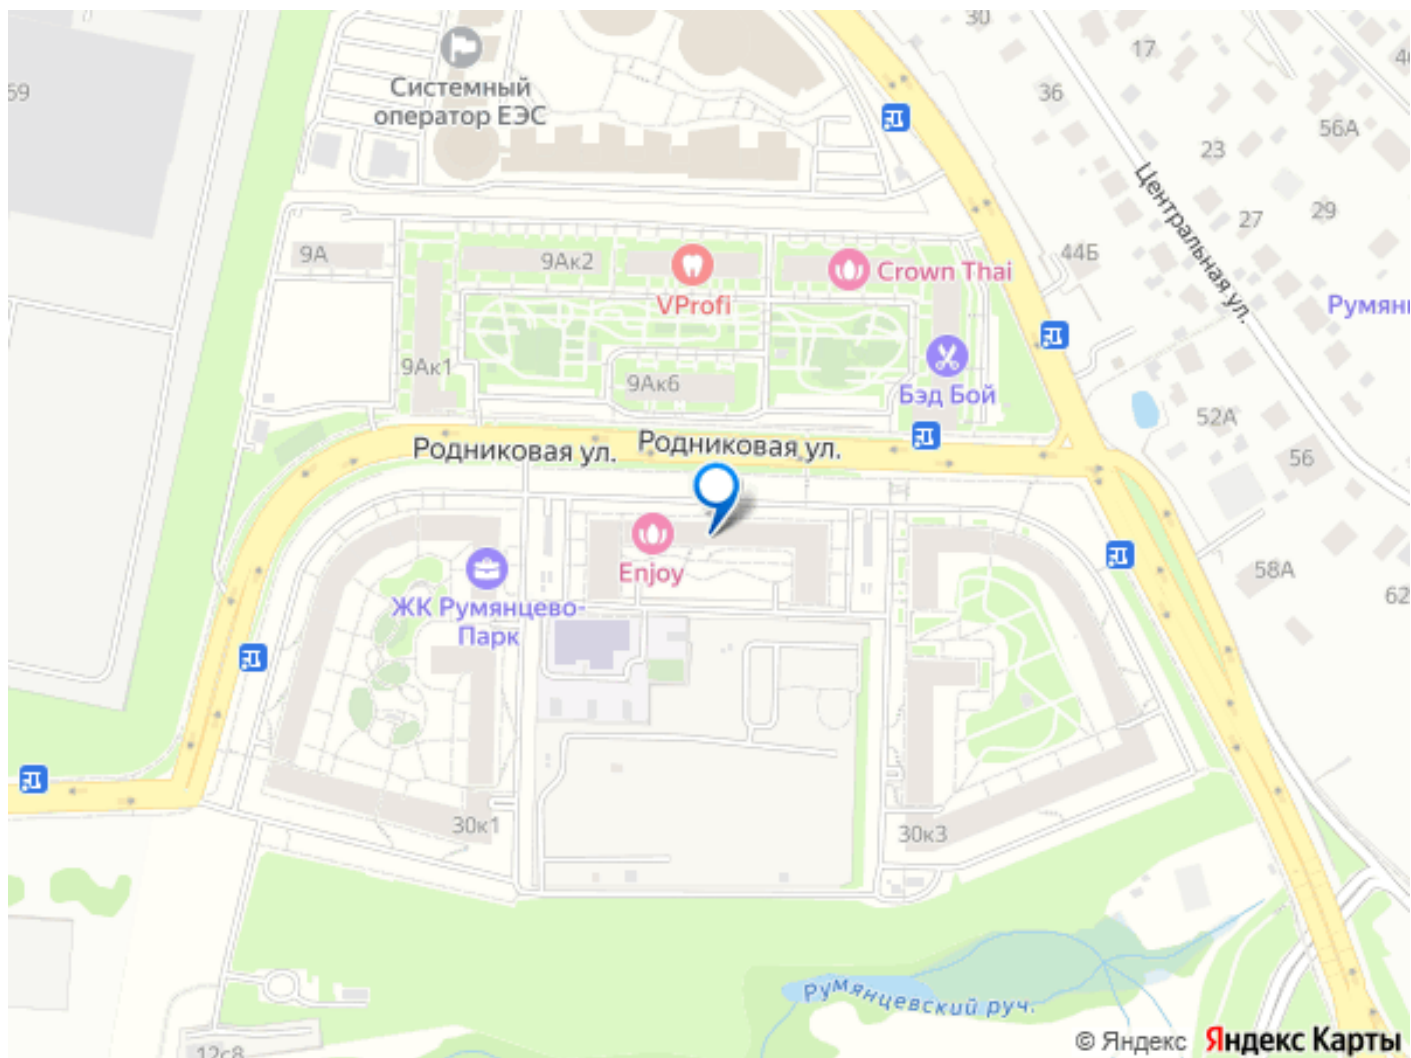 30
17
69
36
Системный
оператор ЕЭС
56А
23
Центральная ул.
29
27
9А
9Ак2
44Б
Crown Thai
VProfi
Румянц
9Ак1
9Ак6
Бэд Бой
52А
Родниковая ул.
Родниковая ул.
56
Enjoy
58А
62
ЖК Румянцево-
Парк
30к1
30к3
Румянцевский руч.
12с8
© Яндекс Яндекс Карты